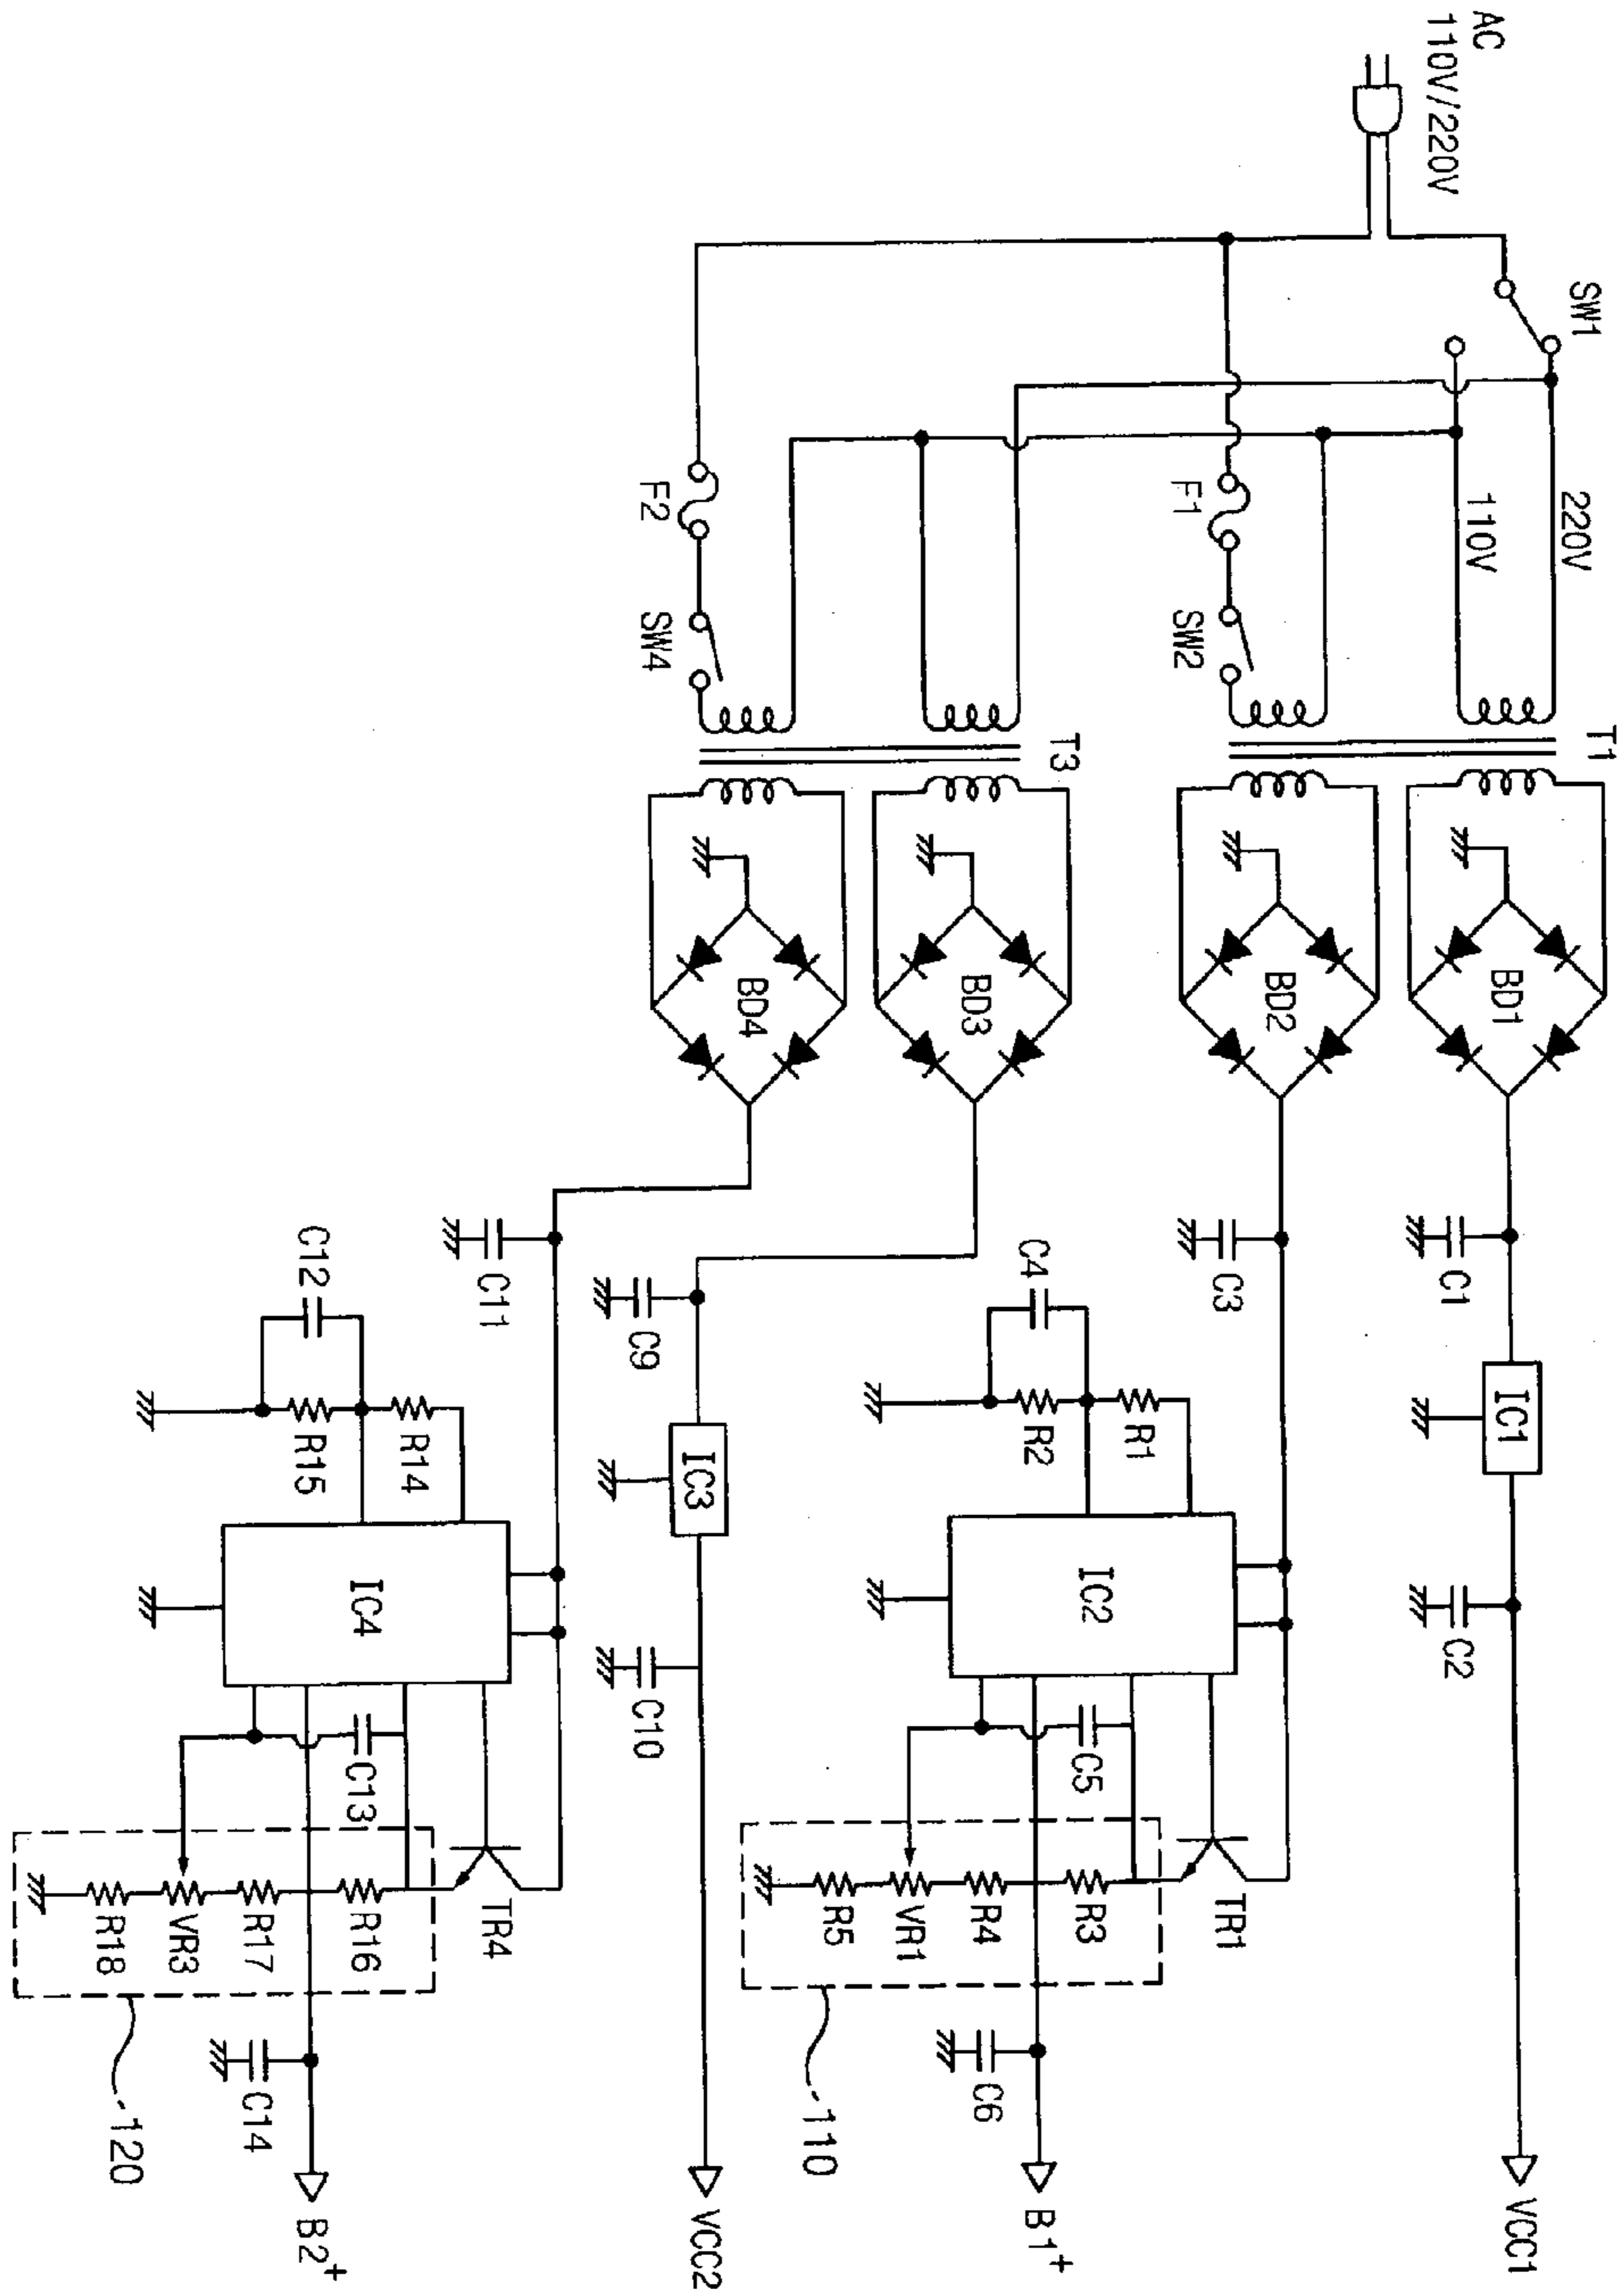 AC
110V/220V
SW1
220V
110V
T1
BD1
C1
IC1
C2
VCC1
F1
SW2
BD2
C3
R1
R2
C4
IC2
TR1
C5
R3
R4
VR1
R5
110
C6
B1+
T3
BD3
C9
IC3
C10
VCC2
F2
SW4
BD4
C11
R14
R15
C12
IC4
TR4
C13
R16
R17
VR3
R18
120
C14
B2+